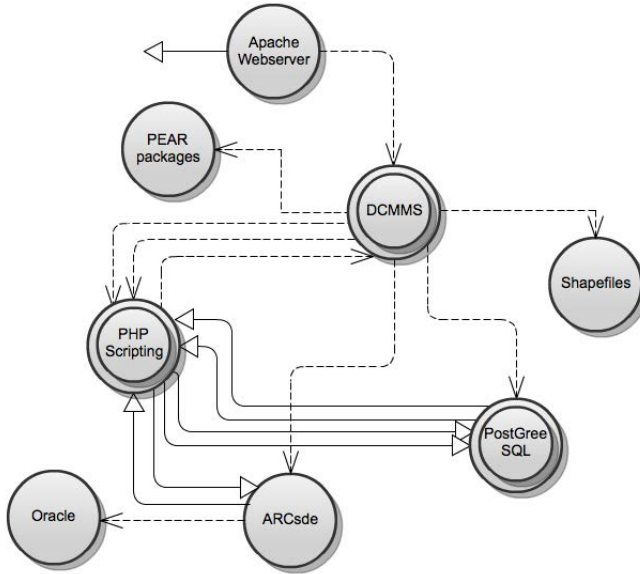 Apache
Webserver
PEAR
packages
DCMMS
Shapefiles
PHP
Scripting
PostGree
SQL
Oracle
ARCsde